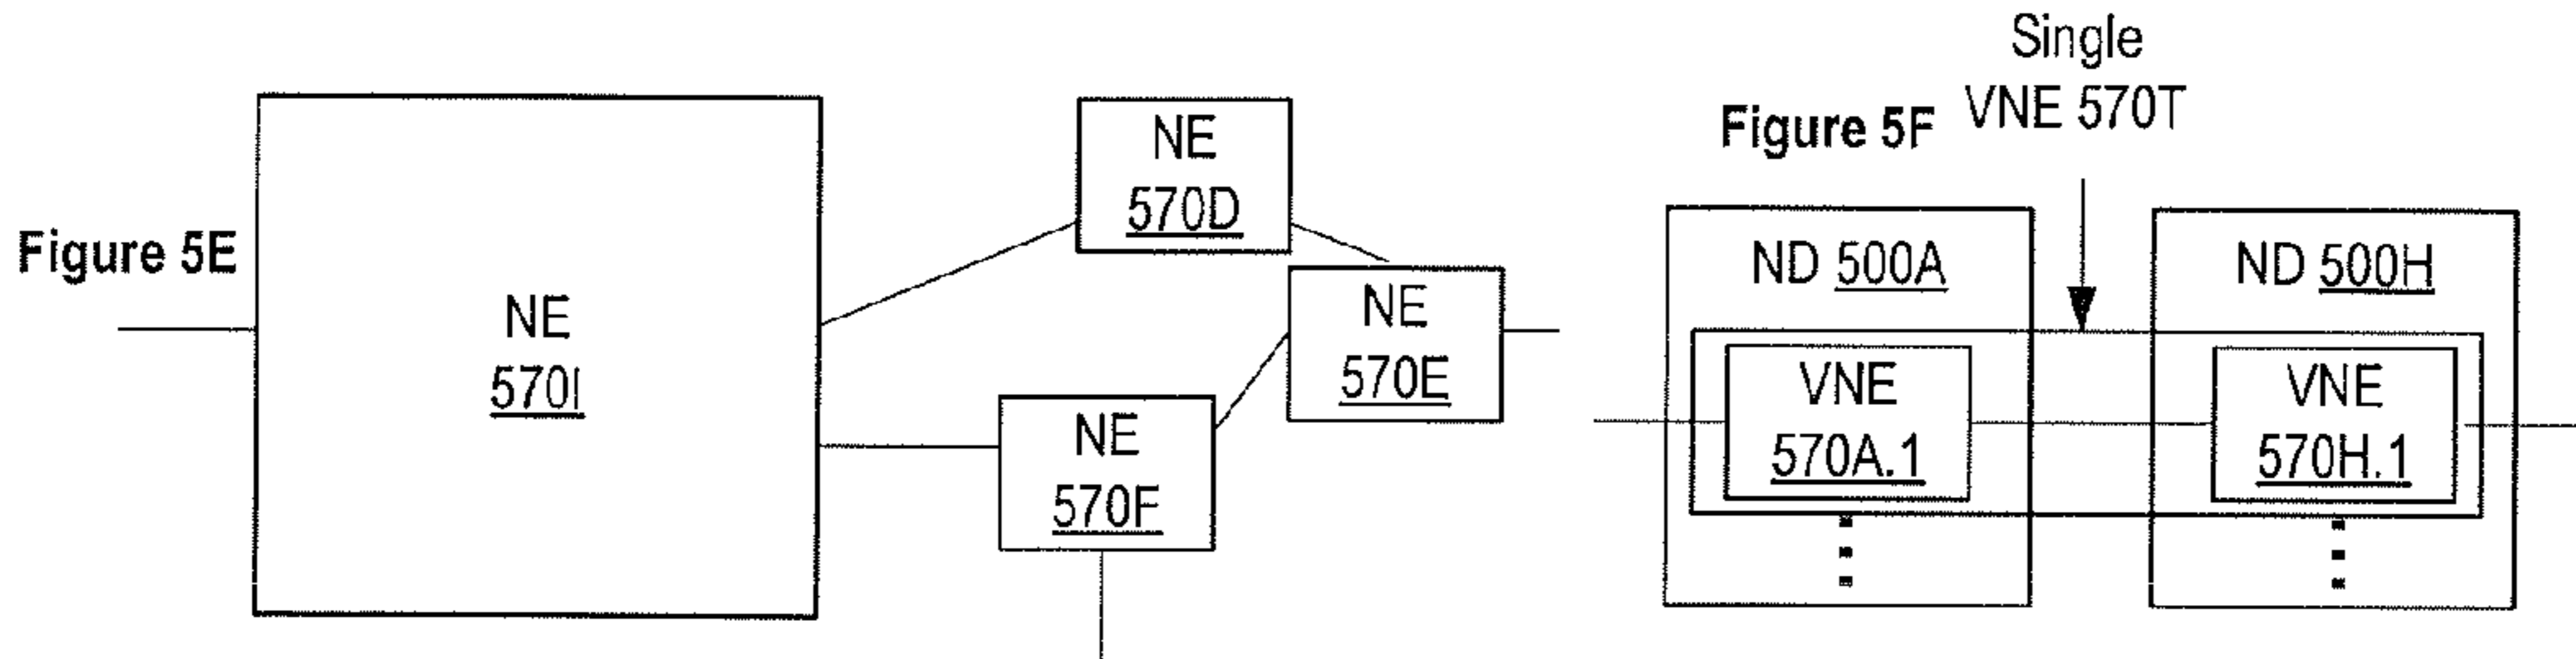 Figure 5E
NE
570I
NE
570D
NE
570E
NE
570F
Figure 5F
Single
VNE 570T
ND 500A
ND 500H
VNE
570A.1
VNE
570H.1